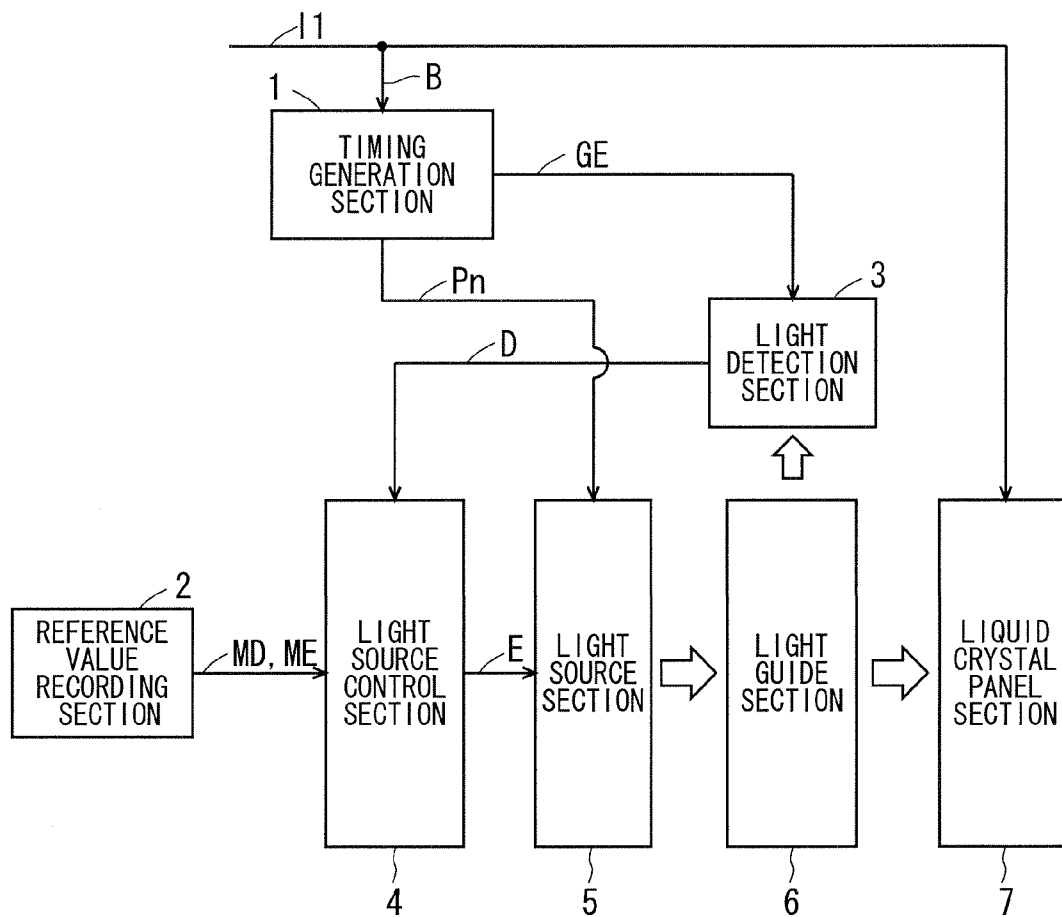 I1
B
1
TIMING
GENERATION
SECTION
GE
Pn
3
D
LIGHT
DETECTION
SECTION
2
REFERENCE
VALUE
RECORDING
SECTION
MD, ME
LIGHT
SOURCE
CONTROL
SECTION
E
LIGHT
SOURCE
SECTION
LIGHT
GUIDE
SECTION
LIQUID
CRYSTAL
PANEL
SECTION
4
5
6
7